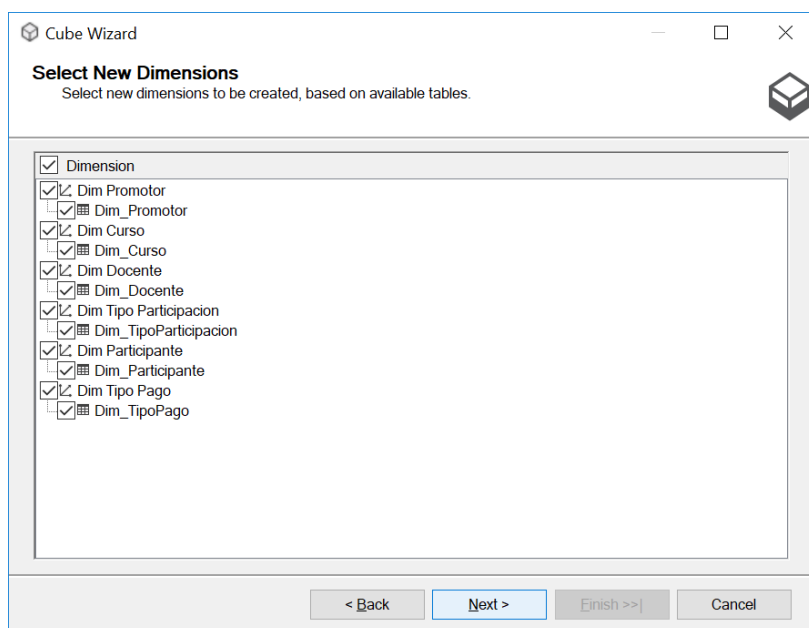 Cube Wizard
Select New Dimensions
Select new dimensions to be created, based on available tables.
Dimension
Dim Promotor
Dim_Promotor
Dim Curso
Dim_Curso
Dim Docente
Dim_Docente
Dim Tipo Participacion
Dim_TipoParticipacion
Dim Participante
Dim_Participante
Dim Tipo Pago
Dim_TipoPago
< Back Next > Finish >>| Cancel